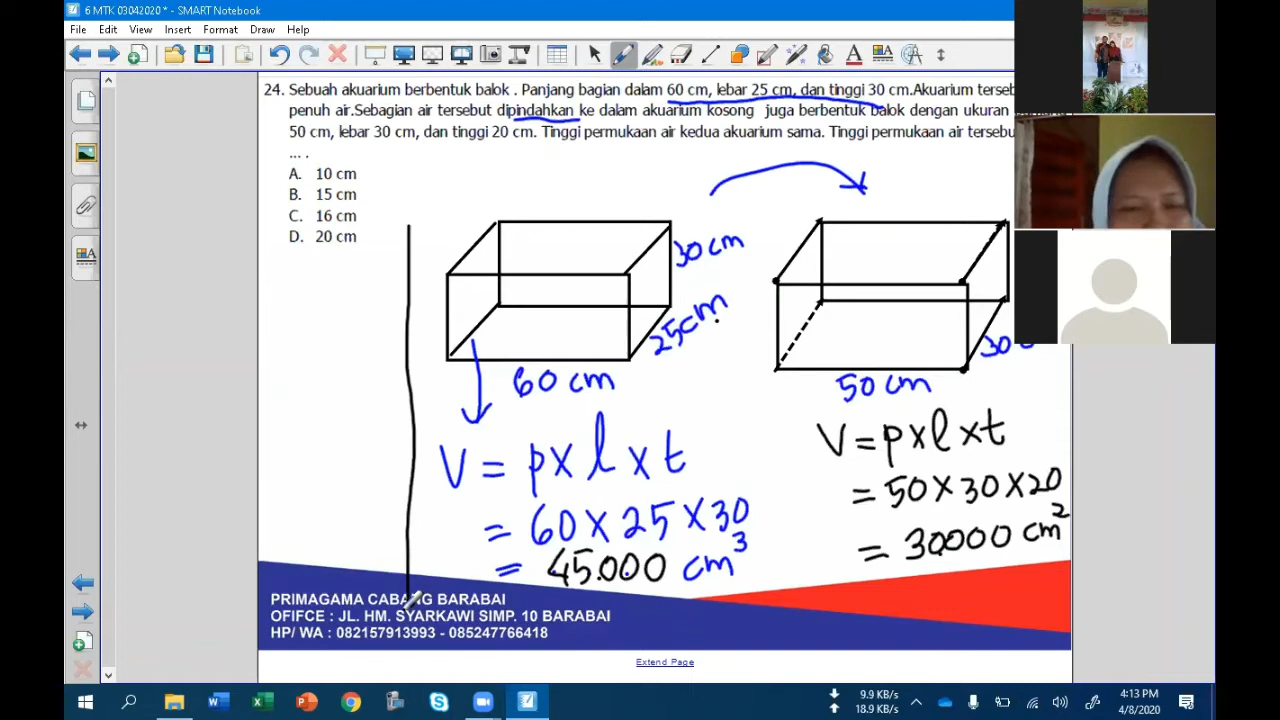 6 MTK 03042020 * - SMART Notebook
File Edit View Insert Format Draw Help
24. Sebuah akuarium berbentuk balok . Panjang bagian dalam 60 cm, lebar 25 cm, dan tinggi 30 cm.Akuarium terseb
penuh air.Sebagian air tersebut dipindahkan ke dalam akuarium kosong juga berbentuk balok dengan ukuran
50 cm, lebar 30 cm, dan tinggi 20 cm. Tinggi permukaan air kedua akuarium sama. Tinggi permukaan air tersebu
... .
A. 10 cm
B. 15 cm
C. 16 cm
D. 20 cm
30 cm
25 cm
60 cm
30 c
50 cm
V = p x l x t
= 60 x 25 x 30
= 45.000 cm³
V = p x l x t
= 50 x 30 x 20
= 30.000 cm²
PRIMAGAMA CABANG BARABAI
OFIFCE : JL. HM. SYARKAWI SIMP. 10 BARABAI
HP/ WA : 082157913993 - 085247766418
Extend Page
9.9 KB/s
18.9 KB/s
4:13 PM
4/8/2020